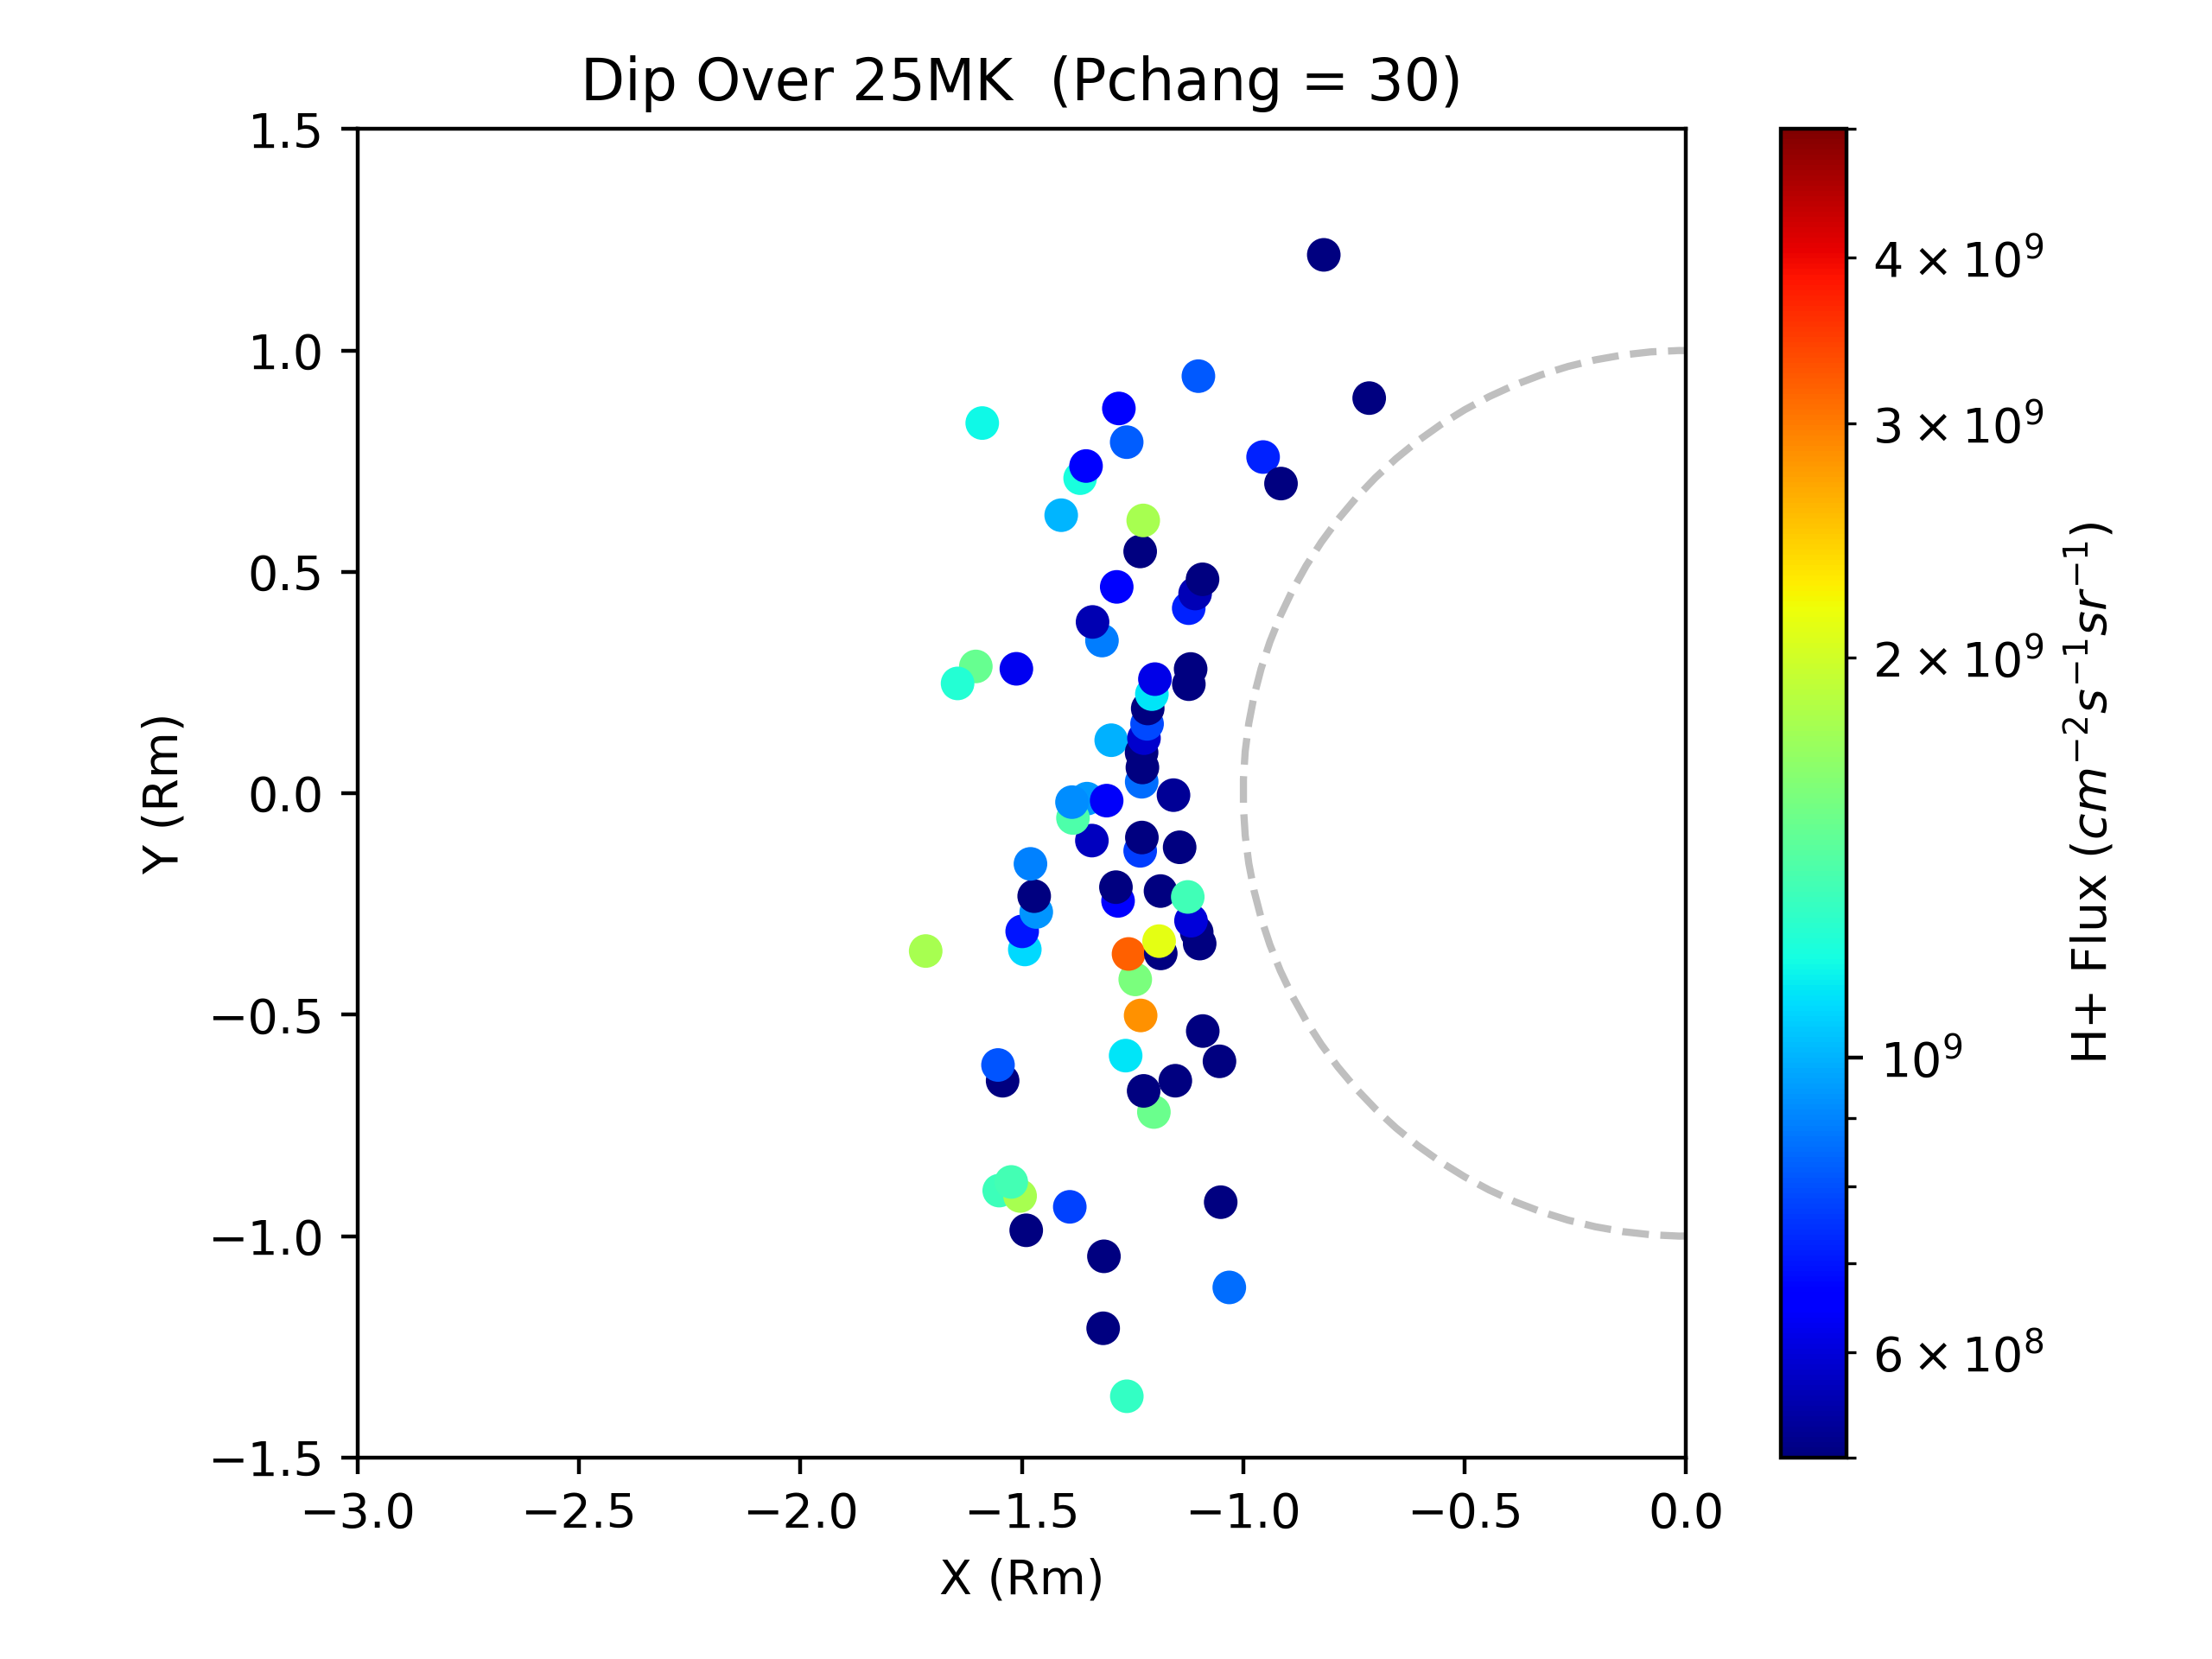 Dip Over 25MK  (Pchang = 30)
1.5
1.0
0.5
0.0
−0.5
−1.0
−1.5
Y (Rm)
−3.0 −2.5 −2.0 −1.5 −1.0 −0.5 0.0
X (Rm)
4 × 10⁹
3 × 10⁹
2 × 10⁹
10⁹
6 × 10⁸
H+ Flux (cm⁻²s⁻¹sr⁻¹)